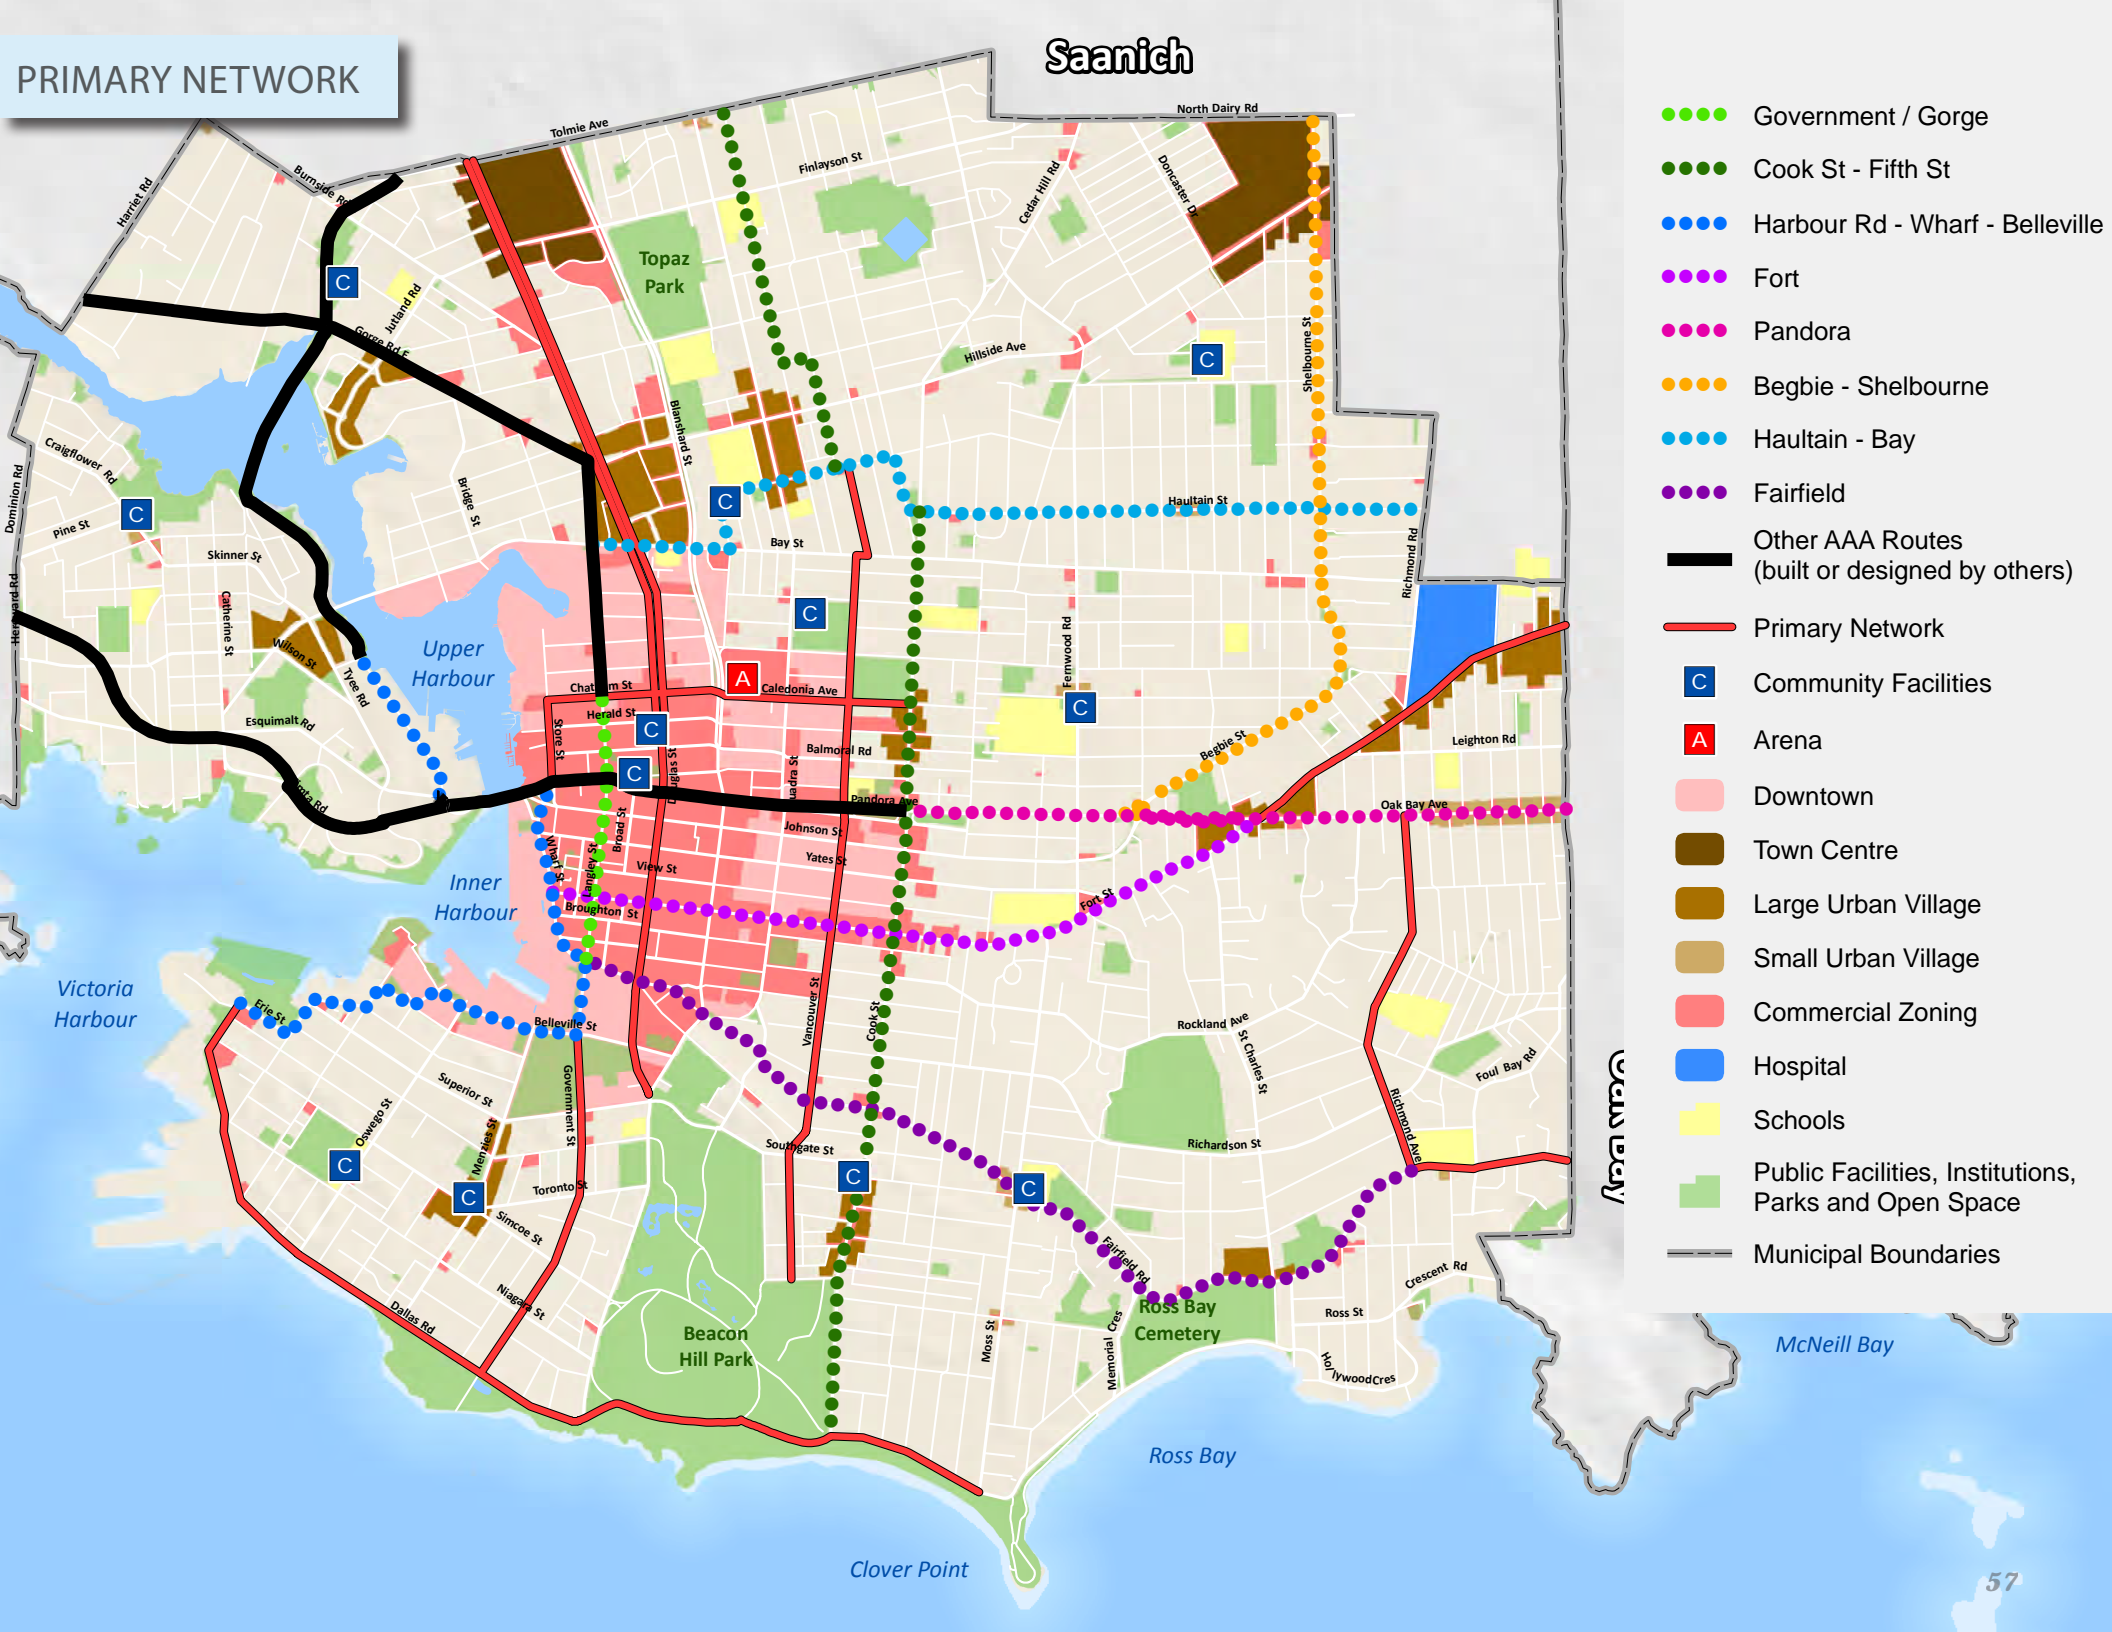 PRIMARY NETWORK
Saanich
North Dairy Rd
Tolmie Ave
Finlayson St
Burnside Rd
Harriet Rd
Cedar Hill Rd
Doncaster Dr
Topaz
Park
Jutland Rd
Gorge Rd E
Hillside Ave
Shelbourne St
Blanshard St
Craigflower Rd
Dominion Rd
Pine St
Bridge St
Haultain St
Bay St
Richmond Rd
Skinner St
Catherine St
Wilson St
Tyee Rd
Upper
Harbour
Fernwood Rd
Esquimalt Rd
Caledonia Ave
Herald St
Store St
Balmoral Rd
Begbie St
Leighton Rd
Pandora Ave
Oak Bay Ave
Johnson St
Broad St
Yates St
View St
Wharf St
Langley St
Broughton St
Fort St
Inner
Harbour
Victoria
Harbour
Erie St
Belleville St
Vancouver St
Cook St
Rockland Ave
St Charles St
Foul Bay Rd
Superior St
Government St
Oswego St
Menzies St
Richmond Ave
Richardson St
Southgate St
Toronto St
Simcoe St
Fairfield Rd
Crescent Rd
Niagara St
Dallas Rd
Ross St
Ross Bay
Cemetery
Beacon
Hill Park
Moss St
Memorial Cres
HollywoodCres
McNeill Bay
Ross Bay
Clover Point
C
C
C
C
C
C
C
C
C
C
C
C
C
A
Government / Gorge
Cook St - Fifth St
Harbour Rd - Wharf - Belleville
Fort
Pandora
Begbie - Shelbourne
Haultain - Bay
Fairfield
Other AAA Routes
(built or designed by others)
Primary Network
C Community Facilities
A Arena
Downtown
Town Centre
Large Urban Village
Small Urban Village
Commercial Zoning
Hospital
Schools
Public Facilities, Institutions,
Parks and Open Space
Municipal Boundaries
57